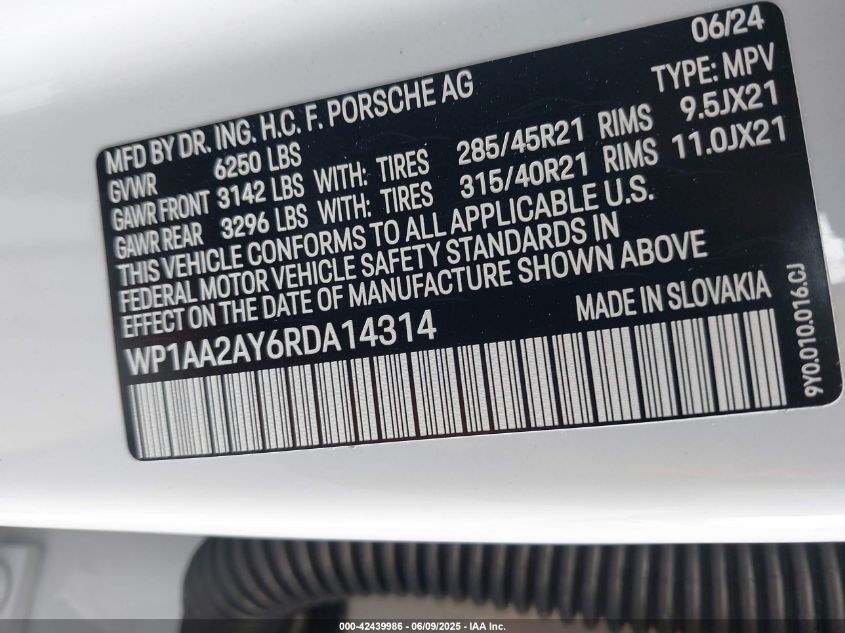 06/24
MFD BY DR. ING. H.C. F. PORSCHE AG TYPE: MPV
GVWR 6250 LBS
GAWR FRONT 3142 LBS WITH: TIRES 285/45R21 RIMS 9.5JX21
GAWR REAR 3296 LBS WITH: TIRES 315/40R21 RIMS 11.0JX21
THIS VEHICLE CONFORMS TO ALL APPLICABLE U.S.
FEDERAL MOTOR VEHICLE SAFETY STANDARDS IN
EFFECT ON THE DATE OF MANUFACTURE SHOWN ABOVE
WP1AA2AY6RDA14314 MADE IN SLOVAKIA
9Y0.010.016.CJ
000-42439986 - 06/09/2025 - IAA Inc.